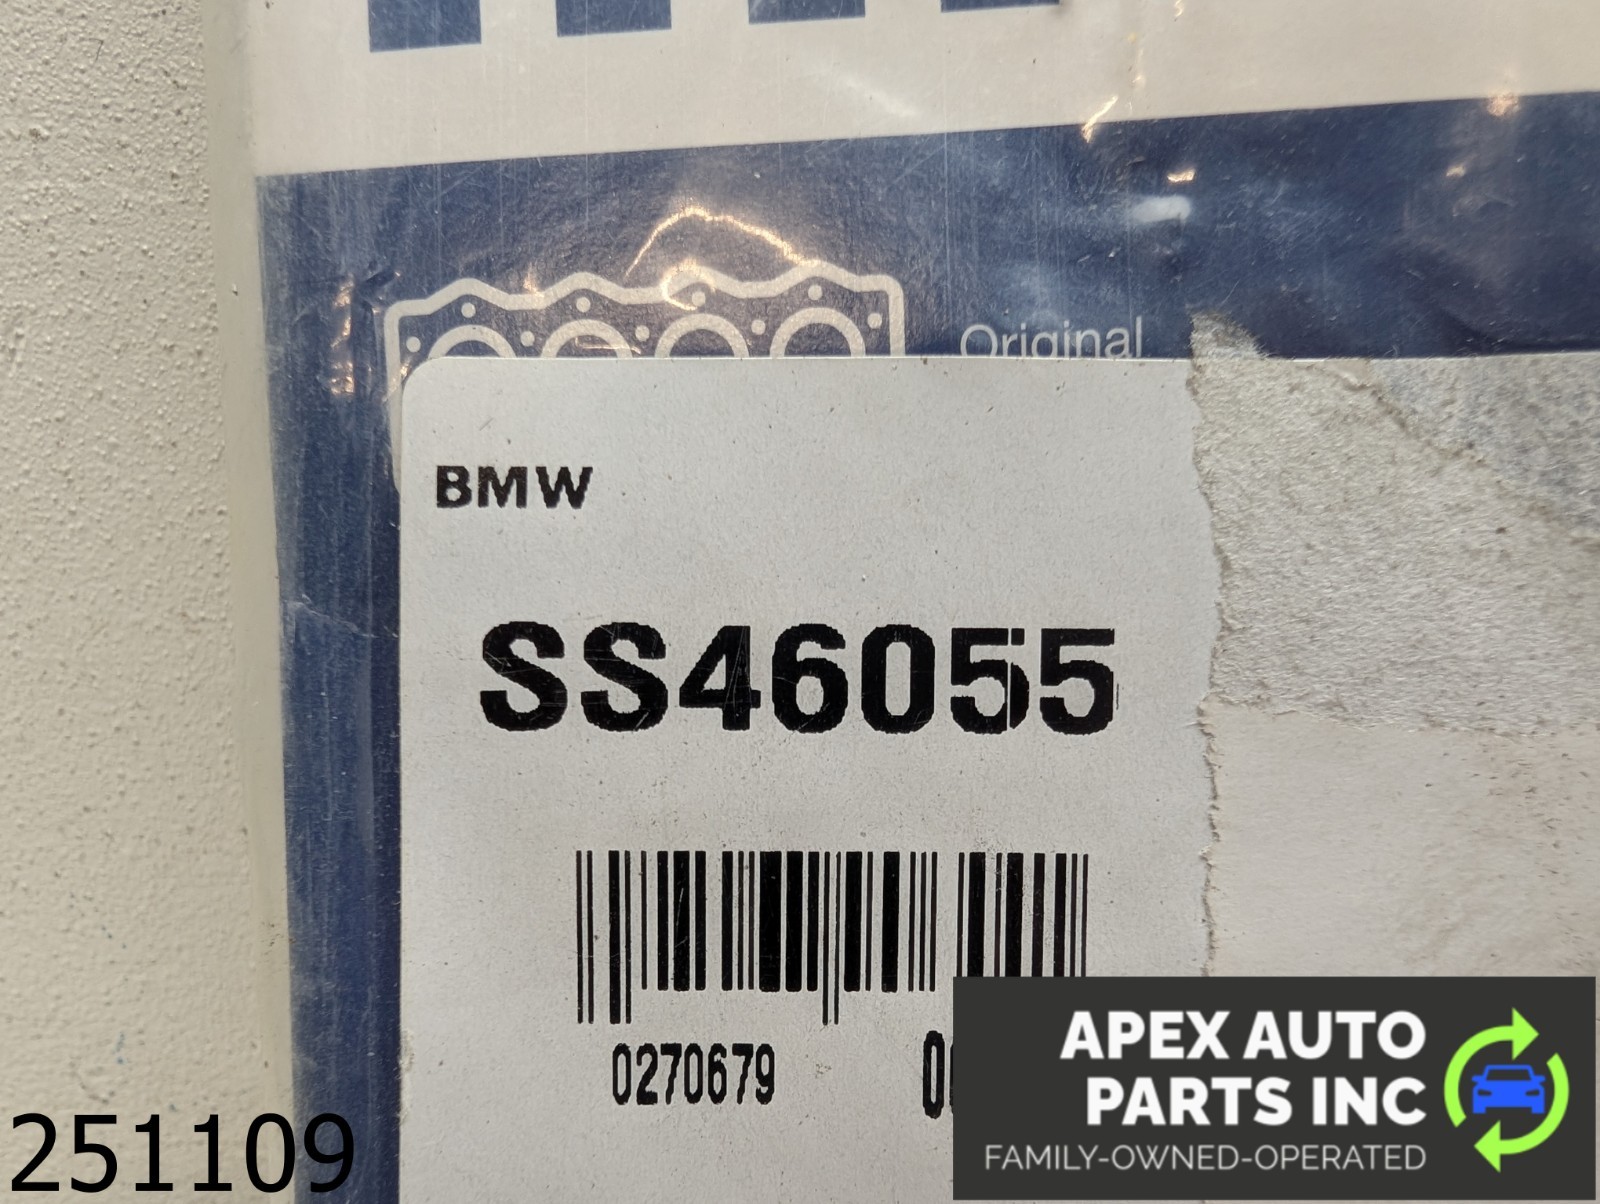 Original
BMW
SS46055
0270679
251109
APEX AUTO
PARTS INC
FAMILY-OWNED-OPERATED